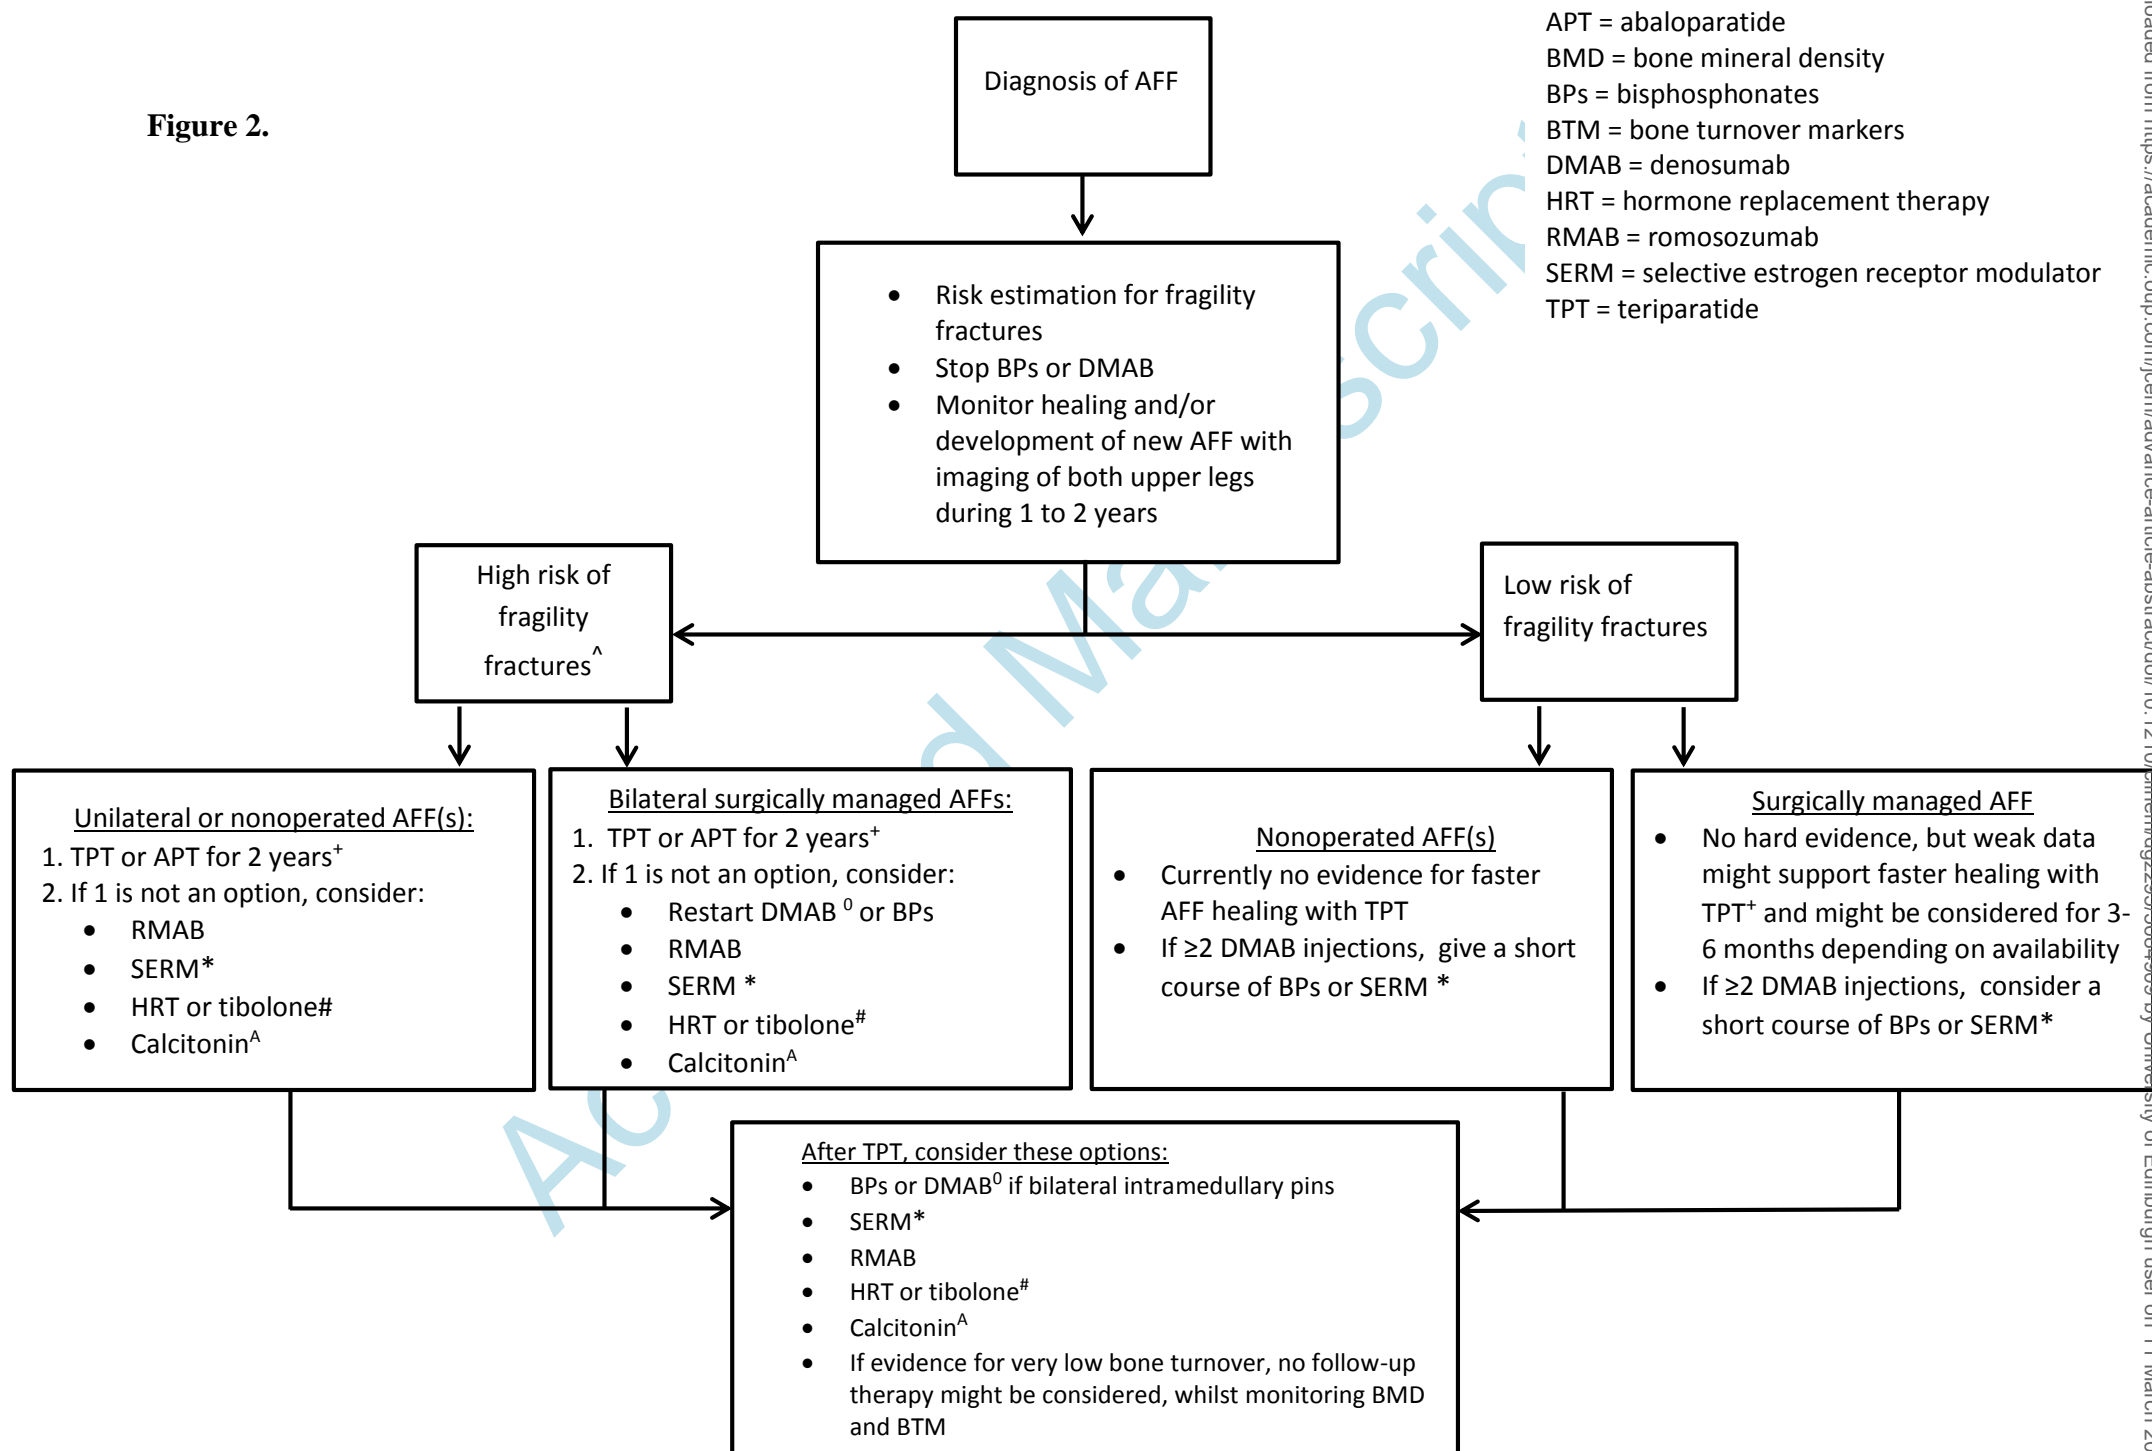 Figure 2.
Diagnosis of AFF
APT = abaloparatide
BMD = bone mineral density
BPs = bisphosphonates
BTM = bone turnover markers
DMAB = denosumab
HRT = hormone replacement therapy
RMAB = romosozumab
SERM = selective estrogen receptor modulator
TPT = teriparatide
• Risk estimation for fragility
fractures
• Stop BPs or DMAB
• Monitor healing and/or
development of new AFF with
imaging of both upper legs
during 1 to 2 years
High risk of
fragility
fractures^
Low risk of
fragility fractures
Unilateral or nonoperated AFF(s):
1. TPT or APT for 2 years+
2. If 1 is not an option, consider:
• RMAB
• SERM*
• HRT or tibolone#
• CalcitoninA
Bilateral surgically managed AFFs:
1. TPT or APT for 2 years+
2. If 1 is not an option, consider:
• Restart DMAB 0 or BPs
• RMAB
• SERM *
• HRT or tibolone#
• CalcitoninA
Nonoperated AFF(s)
• Currently no evidence for faster
AFF healing with TPT
• If ≥2 DMAB injections, give a short
course of BPs or SERM *
Surgically managed AFF
• No hard evidence, but weak data
might support faster healing with
TPT+ and might be considered for 3-
6 months depending on availability
• If ≥2 DMAB injections, consider a
short course of BPs or SERM*
After TPT, consider these options:
• BPs or DMAB0 if bilateral intramedullary pins
• SERM*
• RMAB
• HRT or tibolone#
• CalcitoninA
• If evidence for very low bone turnover, no follow-up
therapy might be considered, whilst monitoring BMD
and BTM